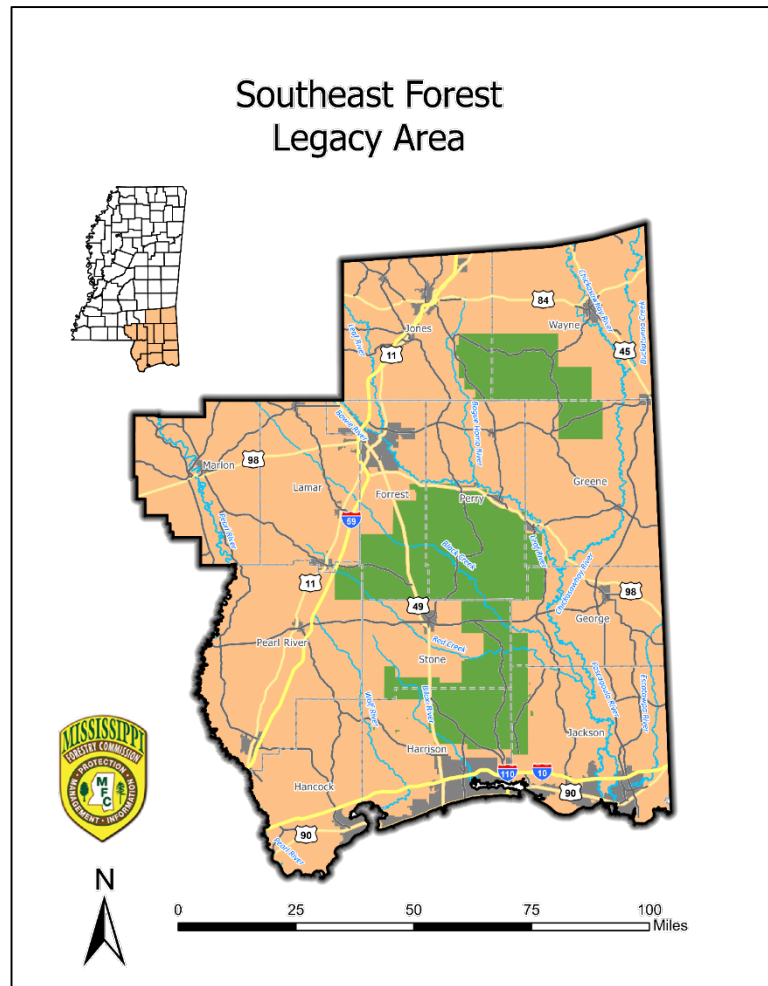 Southeast Forest
Legacy Area
84
Chickasawhay River
Buckatunna Creek
Wayne
Jones
Leaf River
11
45
Bowie River
Bogue Homo River
Marion
98
Lamar
Forrest
Perry
Greene
59
Pearl River
Black Creek
Leaf River
Chickasawhay River
11
98
49
George
Pearl River
Red Creek
Stone
Wolf River
Biloxi River
Pascagoula River
Escatawpa River
Jackson
Harrison
Hancock
110
10
90
90
Pearl River
MISSISSIPPI
FORESTRY COMMISSION
PROTECTION
MANAGEMENT
INFORMATION
MFC
N
0 25 50 75 100
Miles